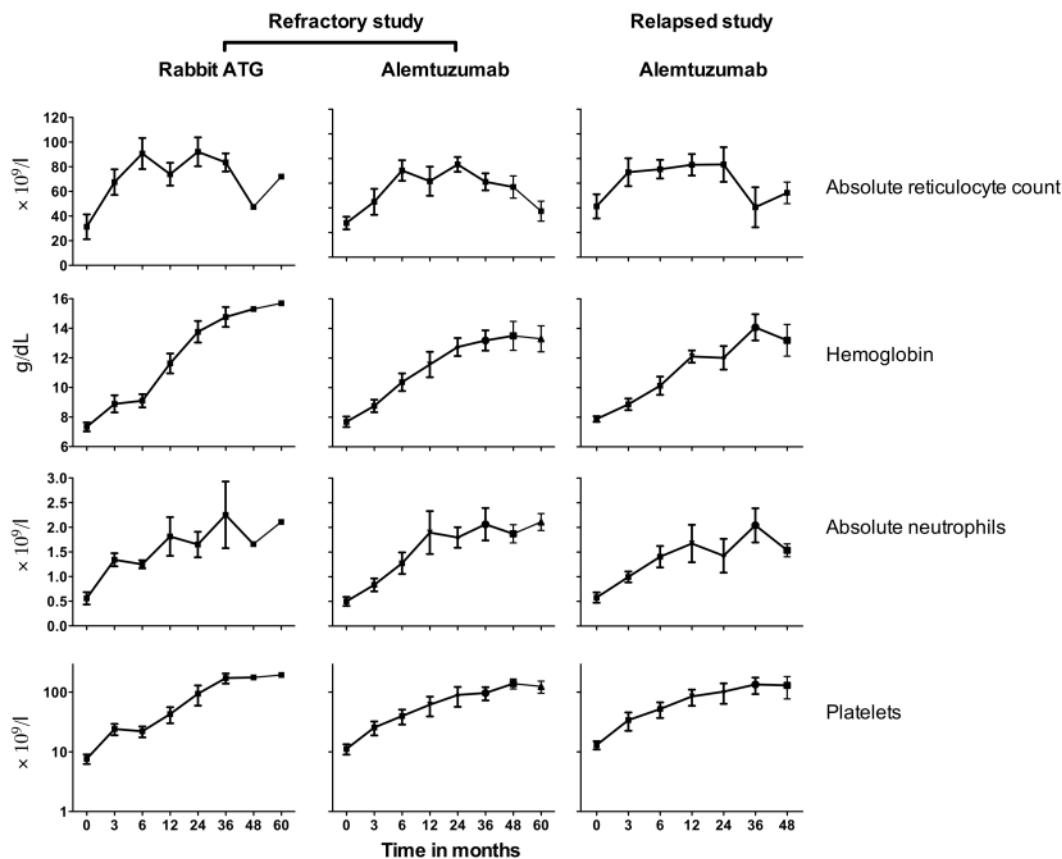 Refractory study Relapsed study
Rabbit ATG Alemtuzumab Alemtuzumab
× 10⁹/l
120
100
80
60
40
20
0
Absolute reticulocyte count
g/dL
16
14
12
10
8
6
Hemoglobin
× 10⁹/l
3.0
2.5
2.0
1.5
1.0
0.5
0.0
Absolute neutrophils
× 10⁹/l
100
10
1
Platelets
0 3 6 12 24 36 48 60 0 3 6 12 24 36 48 60 0 3 6 12 24 36 48
Time in months